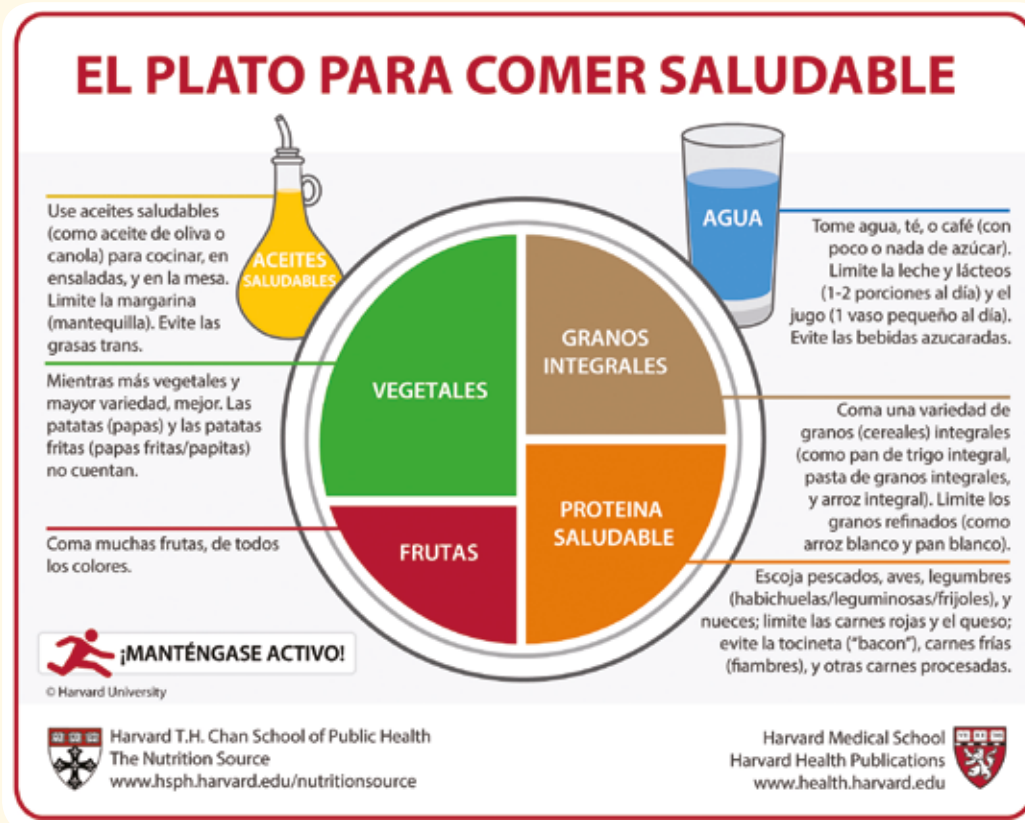 EL PLATO PARA COMER SALUDABLE
Use aceites saludables
(como aceite de oliva o
canola) para cocinar, en
ensaladas, y en la mesa.
Limite la margarina
(mantequilla). Evite las
grasas trans.
ACEITES
SALUDABLES
AGUA
Tome agua, té, o café (con
poco o nada de azúcar).
Limite la leche y lácteos
(1-2 porciones al día) y el
jugo (1 vaso pequeño al día).
Evite las bebidas azucaradas.
Mientras más vegetales y
mayor variedad, mejor. Las
patatas (papas) y las patatas
fritas (papas fritas/papitas)
no cuentan.
VEGETALES
GRANOS
INTEGRALES
Coma una variedad de
granos (cereales) integrales
(como pan de trigo integral,
pasta de granos integrales,
y arroz integral). Limite los
granos refinados (como
arroz blanco y pan blanco).
Coma muchas frutas, de todos
los colores.
FRUTAS
PROTEINA
SALUDABLE
Escoja pescados, aves, legumbres
(habichuelas/leguminosas/frijoles), y
nueces; limite las carnes rojas y el queso;
evite la tocineta ("bacon"), carnes frías
(fiambres), y otras carnes procesadas.
¡MANTÉNGASE ACTIVO!
© Harvard University
Harvard T.H. Chan School of Public Health
The Nutrition Source
www.hsph.harvard.edu/nutritionsource
Harvard Medical School
Harvard Health Publications
www.health.harvard.edu